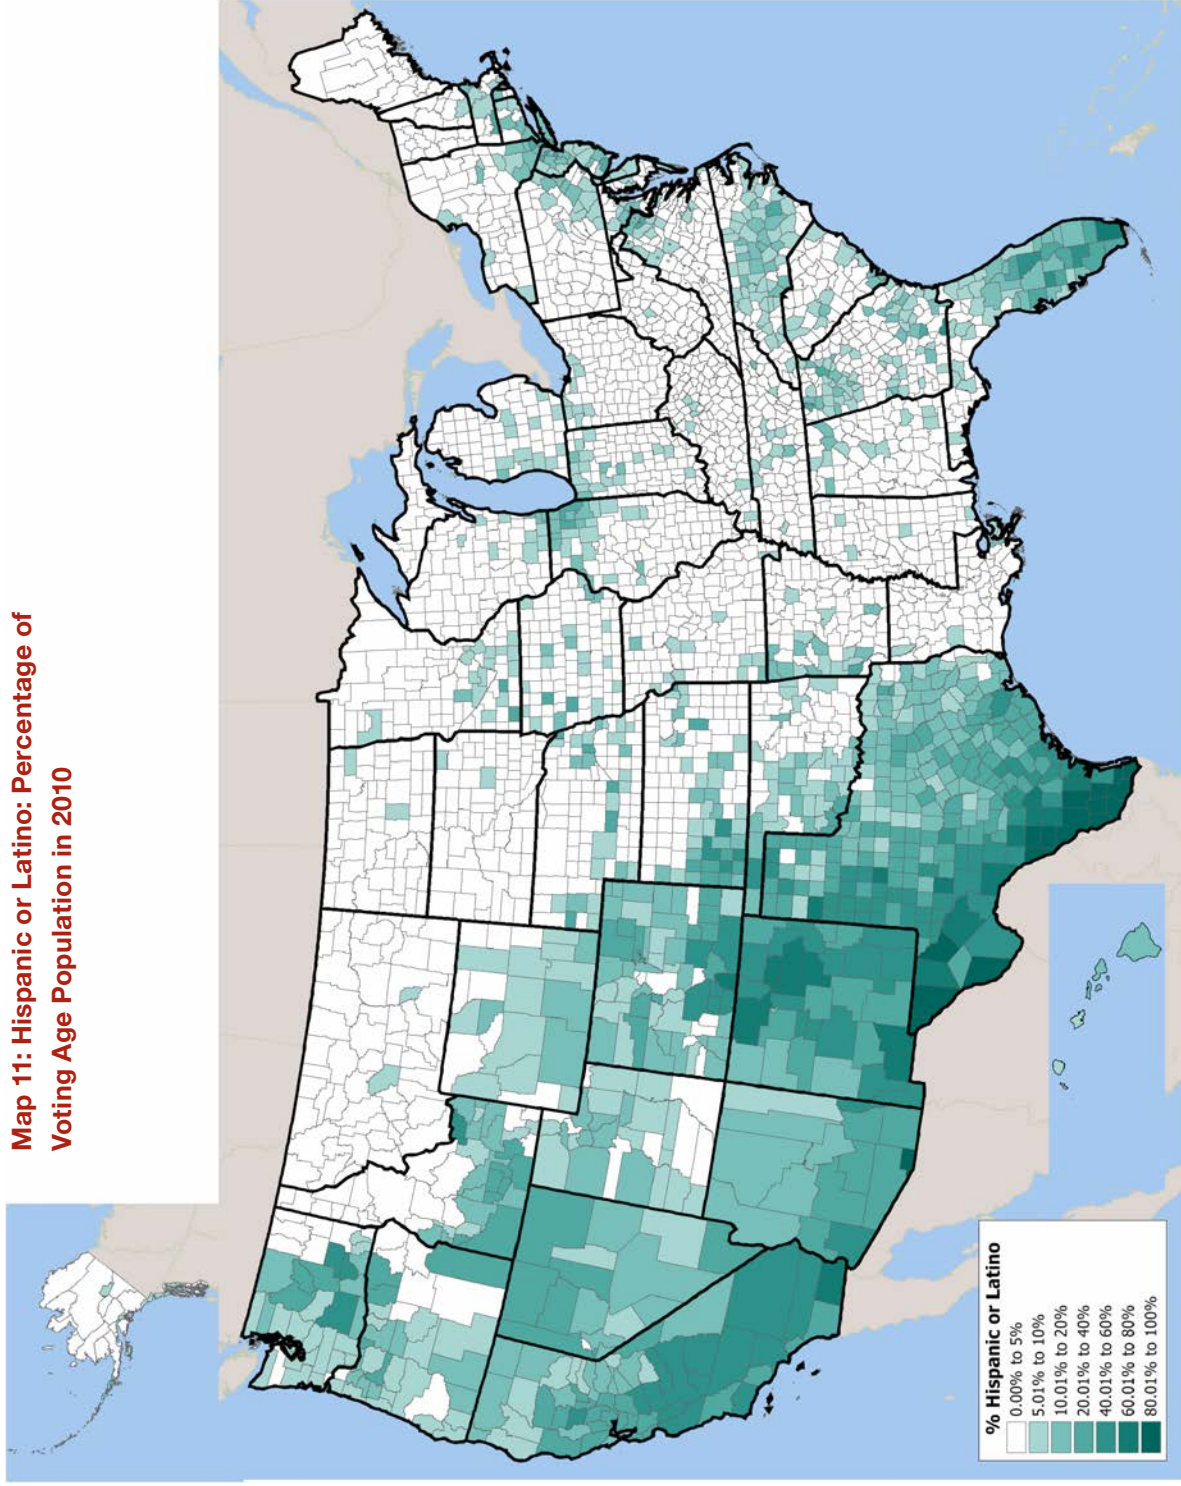 Map 11: Hispanic or Latino: Percentage of
Voting Age Population in 2010
% Hispanic or Latino
0.00% to 5%
5.01% to 10%
10.01% to 20%
20.01% to 40%
40.01% to 60%
60.01% to 80%
80.01% to 100%